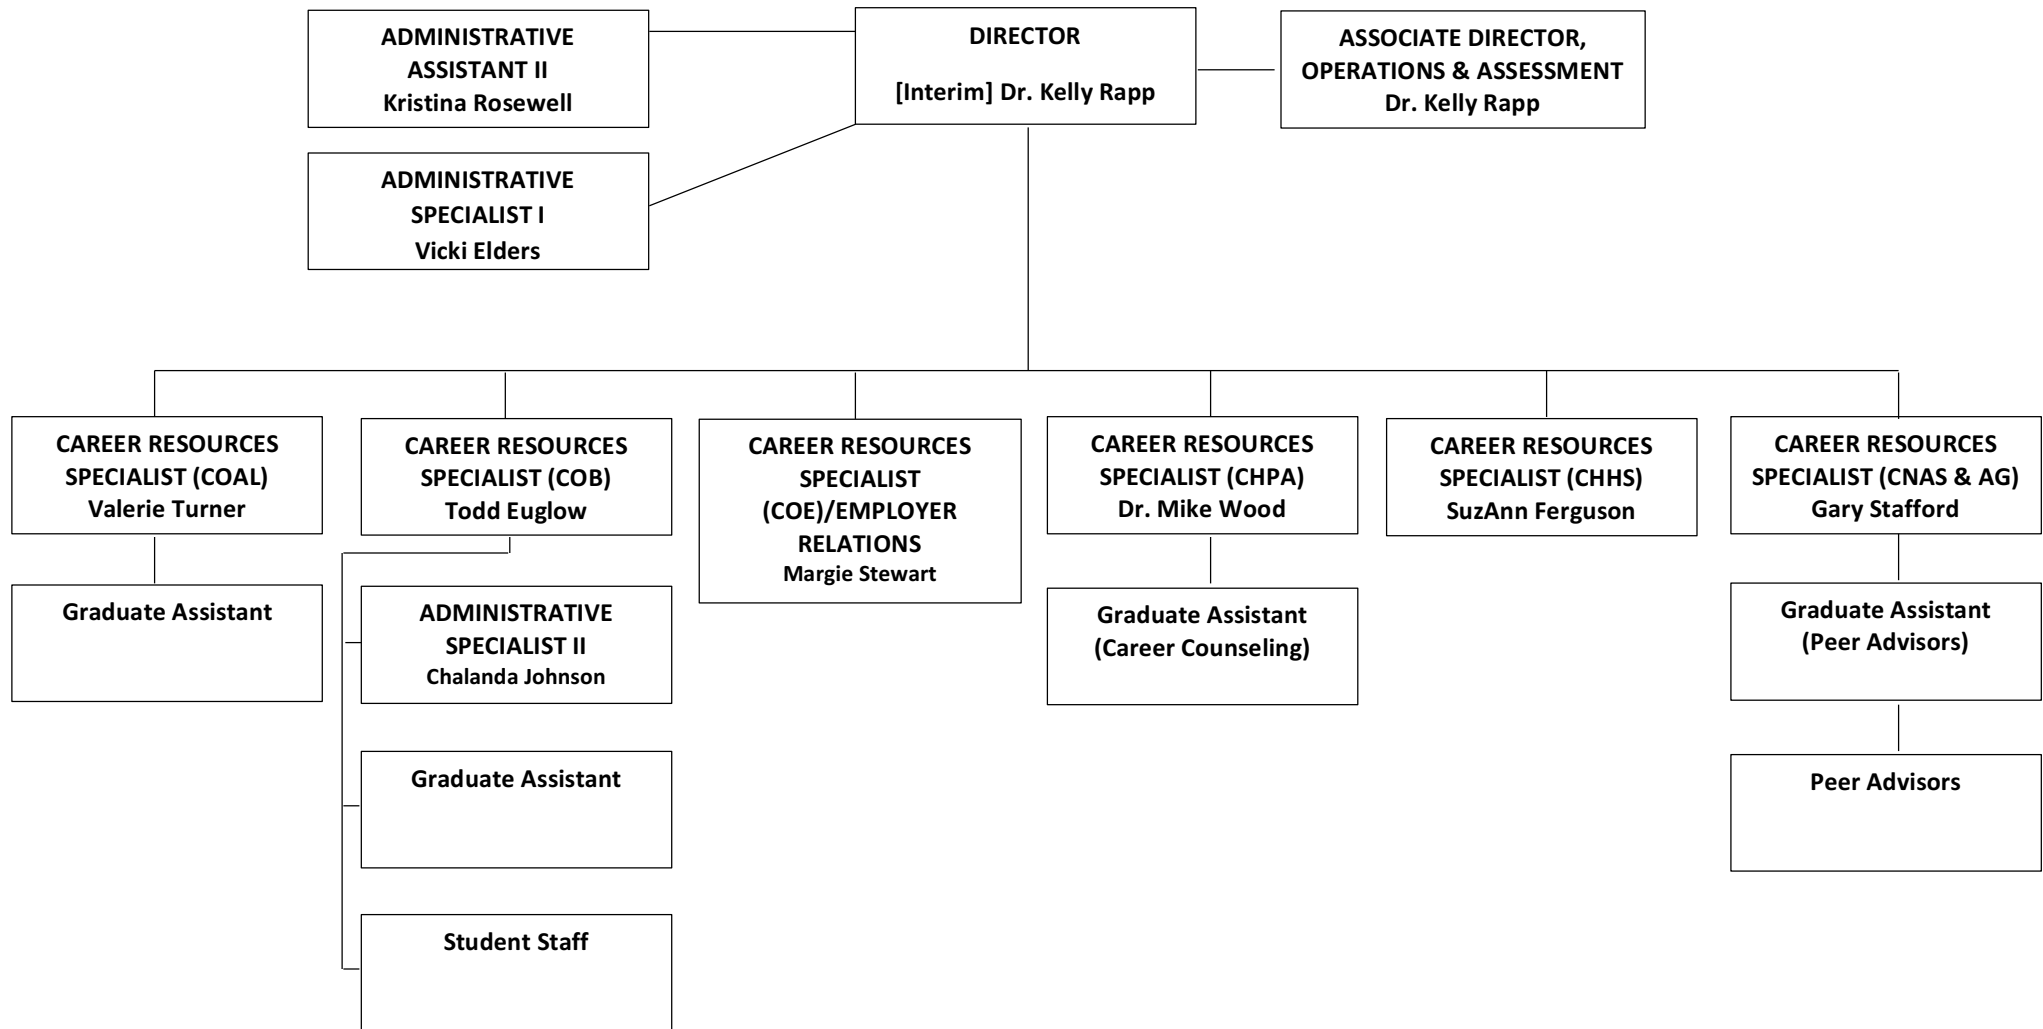 ADMINISTRATIVE
ASSISTANT II
Kristina Rosewell
DIRECTOR
[Interim] Dr. Kelly Rapp
ASSOCIATE DIRECTOR,
OPERATIONS & ASSESSMENT
Dr. Kelly Rapp
ADMINISTRATIVE
SPECIALIST I
Vicki Elders
CAREER RESOURCES
SPECIALIST (COAL)
Valerie Turner
CAREER RESOURCES
SPECIALIST (COB)
Todd Euglow
CAREER RESOURCES
SPECIALIST
(COE)/EMPLOYER
RELATIONS
Margie Stewart
CAREER RESOURCES
SPECIALIST (CHPA)
Dr. Mike Wood
CAREER RESOURCES
SPECIALIST (CHHS)
SuzAnn Ferguson
CAREER RESOURCES
SPECIALIST (CNAS & AG)
Gary Stafford
Graduate Assistant
ADMINISTRATIVE
SPECIALIST II
Chalanda Johnson
Graduate Assistant
(Career Counseling)
Graduate Assistant
(Peer Advisors)
Graduate Assistant
Peer Advisors
Student Staff